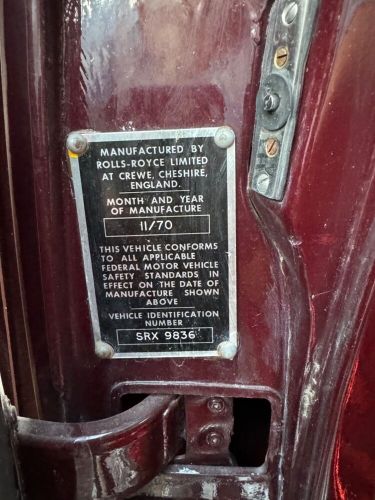 MANUFACTURED BY
ROLLS-ROYCE LIMITED
AT CREWE, CHESHIRE,
ENGLAND.
MONTH AND YEAR
OF MANUFACTURE
11/70
THIS VEHICLE CONFORMS
TO ALL APPLICABLE
FEDERAL MOTOR VEHICLE
SAFETY STANDARDS IN
EFFECT ON THE DATE OF
MANUFACTURE SHOWN
ABOVE
VEHICLE IDENTIFICATION
NUMBER
SRX 9836